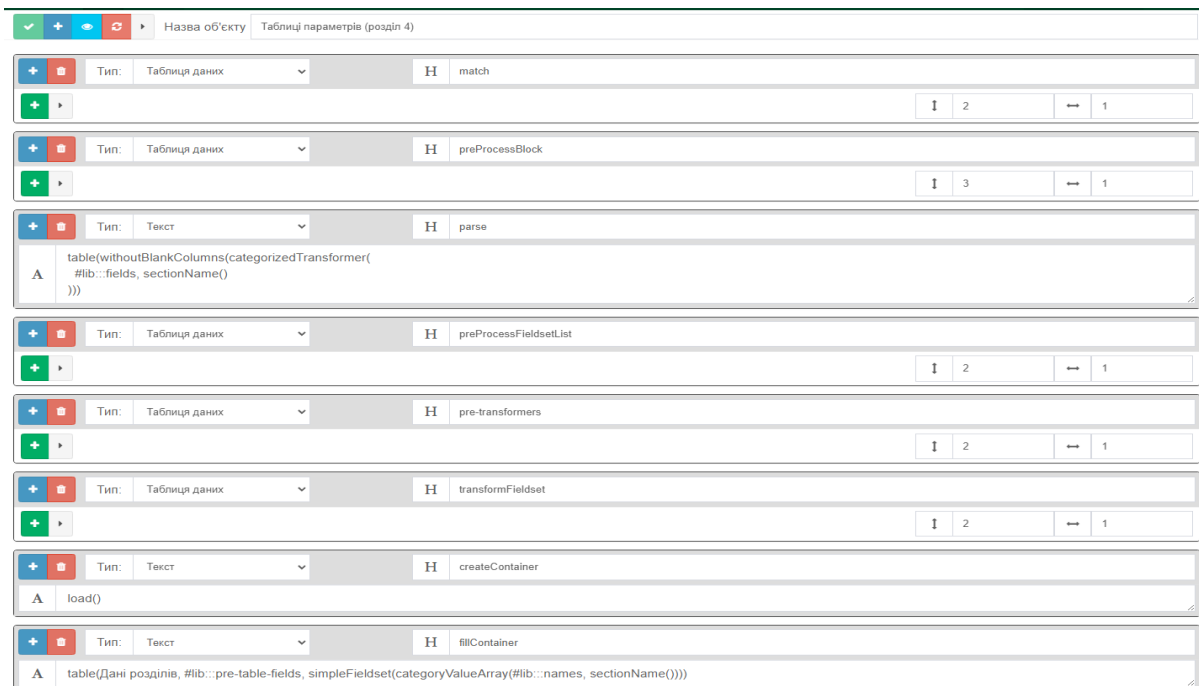 Назва об'єкту Таблиці параметрів (розділ 4)
Тип: Таблиця даних H match
2 1
Тип: Таблиця даних H preProcessBlock
3 1
Тип: Текст H parse
A table(withoutBlankColumns(categorizedTransformer(
#lib:::fields, sectionName()
)))
Тип: Таблиця даних H preProcessFieldsetList
2 1
Тип: Таблиця даних H pre-transformers
2 1
Тип: Таблиця даних H transformFieldset
2 1
Тип: Текст H createContainer
A load()
Тип: Текст H fillContainer
A table(Дані розділів, #lib:::pre-table-fields, simpleFieldset(categoryValueArray(#lib:::names, sectionName())))